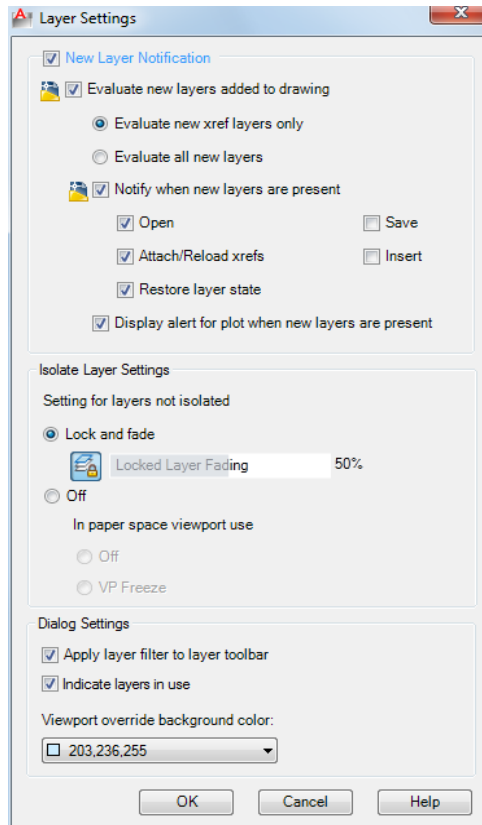 Layer Settings
New Layer Notification
Evaluate new layers added to drawing
Evaluate new xref layers only
Evaluate all new layers
Notify when new layers are present
Open Save
Attach/Reload xrefs Insert
Restore layer state
Display alert for plot when new layers are present
Isolate Layer Settings
Setting for layers not isolated
Lock and fade
Locked Layer Fading 50%
Off
In paper space viewport use
Off
VP Freeze
Dialog Settings
Apply layer filter to layer toolbar
Indicate layers in use
Viewport override background color:
203,236,255
OK Cancel Help